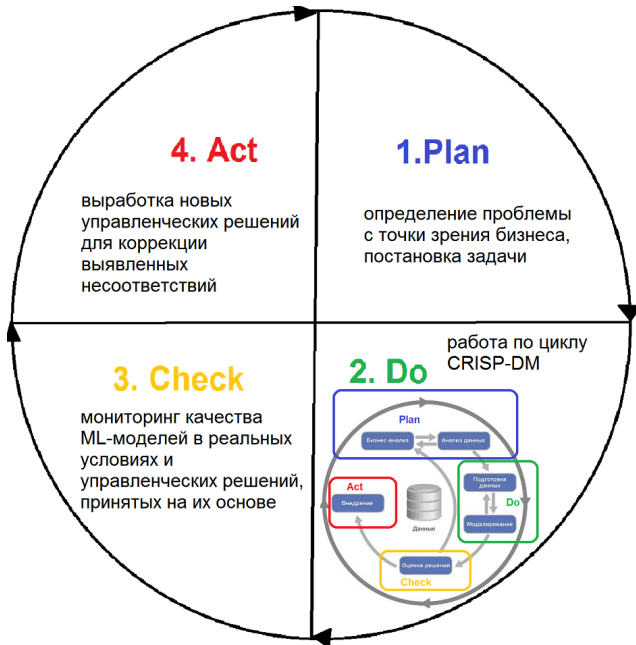 4. Act
выработка новых
управленческих решений
для коррекции
выявленных
несоответствий
1.Plan
определение проблемы
с точки зрения бизнеса,
постановка задачи
3. Check
мониторинг качества
ML-моделей в реальных
условиях и
управленческих решений,
принятых на их основе
2. Do
работа по циклу
CRISP-DM
Plan
Бизнес-анализ
Анализ данных
Подготовка
данных
Do
Моделирование
Act
Внедрение
Данные
Оценка решения
Check